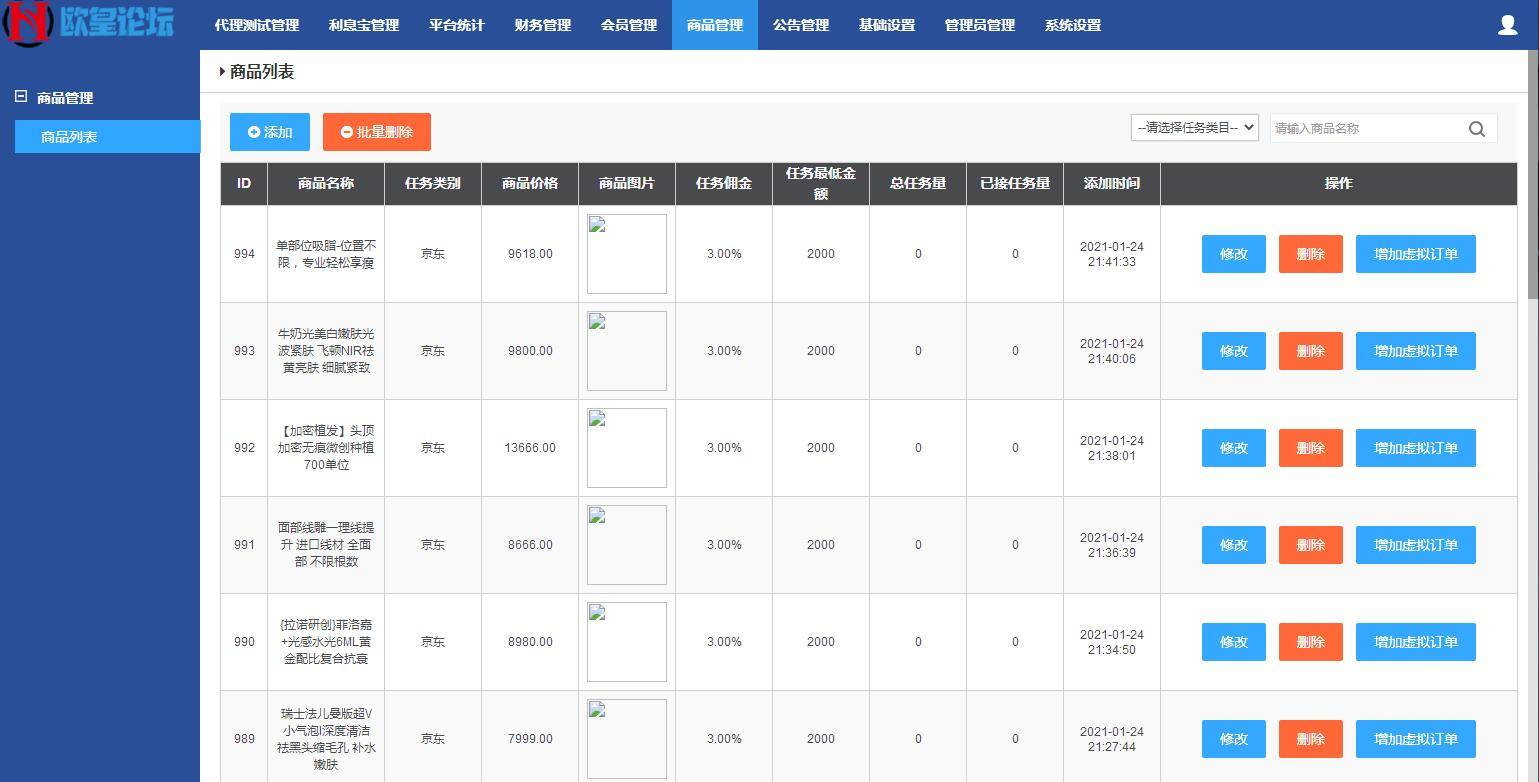 欧皇论坛
代理测试管理 利息宝管理 平台统计 财务管理 会员管理 商品管理 公告管理 基础设置 管理员管理 系统设置
商品管理
商品列表
商品列表
添加 批量删除 --请选择任务类目-- 请输入商品名称
ID 商品名称 任务类别 商品价格 商品图片 任务佣金 任务最低金额 总任务量 已接任务量 添加时间 操作
994 单部位吸脂-位置不限，专业轻松享瘦 京东 9618.00 3.00% 2000 0 0 2021-01-24 21:41:33 修改 删除 增加虚拟订单
993 牛奶光美白嫩肤光波紧肤 飞顿NIR祛黄亮肤 细腻紧致 京东 9800.00 3.00% 2000 0 0 2021-01-24 21:40:06 修改 删除 增加虚拟订单
992 【加密植发】头顶加密无痕微创种植700单位 京东 13666.00 3.00% 2000 0 0 2021-01-24 21:38:01 修改 删除 增加虚拟订单
991 面部线雕一理线提升 进口线材 全面部 不限根数 京东 8666.00 3.00% 2000 0 0 2021-01-24 21:36:39 修改 删除 增加虚拟订单
990 {拉诺研创}菲洛嘉+光感水光6ML黄金配比复合抗衰 京东 8980.00 3.00% 2000 0 0 2021-01-24 21:34:50 修改 删除 增加虚拟订单
989 瑞士法儿曼版超V小气泡I深度清洁 祛黑头缩毛孔 补水嫩肤 京东 7999.00 3.00% 2000 0 0 2021-01-24 21:27:44 修改 删除 增加虚拟订单